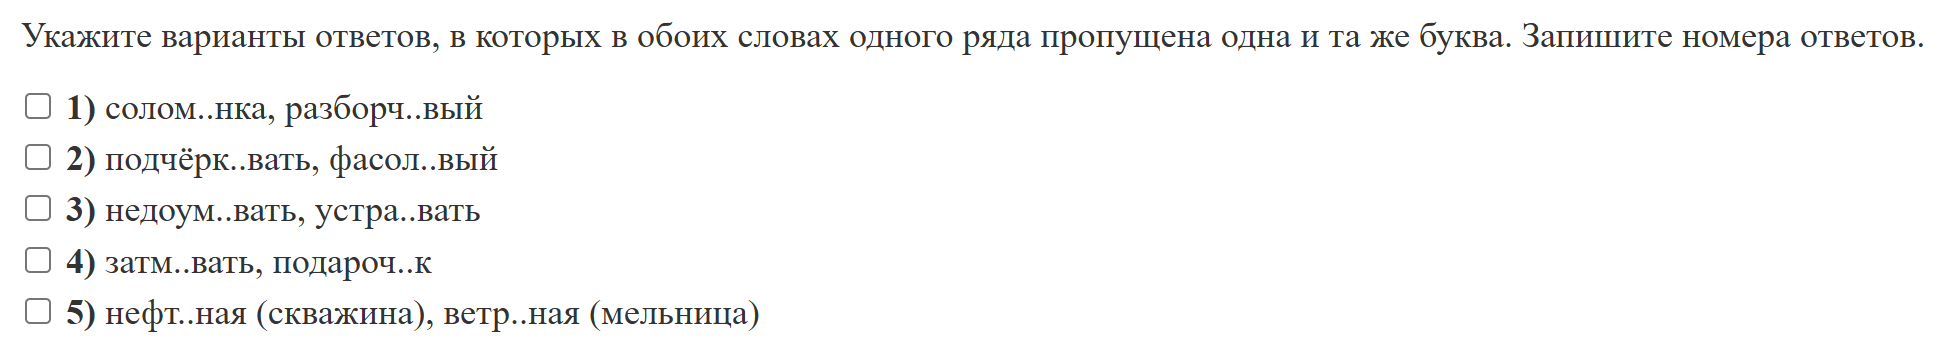 Укажите варианты ответов, в которых в обоих словах одного ряда пропущена одна и та же буква. Запишите номера ответов.
1) солом..нка, разборч..вый
2) подчёрк..вать, фасол..вый
3) недоум..вать, устра..вать
4) затм..вать, подароч..к
5) нефт..ная (скважина), ветр..ная (мельница)